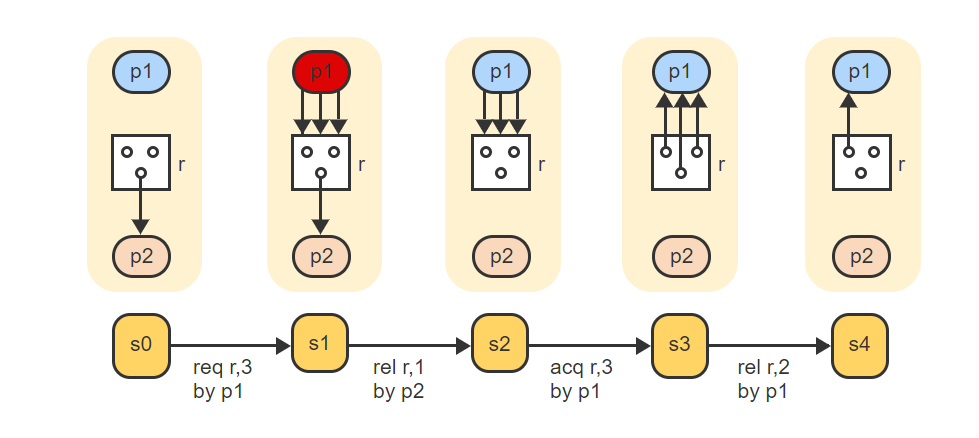 p1
p1
p1
p1
p1
r
r
r
r
r
p2
p2
p2
p2
p2
s0
s1
s2
s3
s4
req r,3
by p1
rel r,1
by p2
acq r,3
by p1
rel r,2
by p1